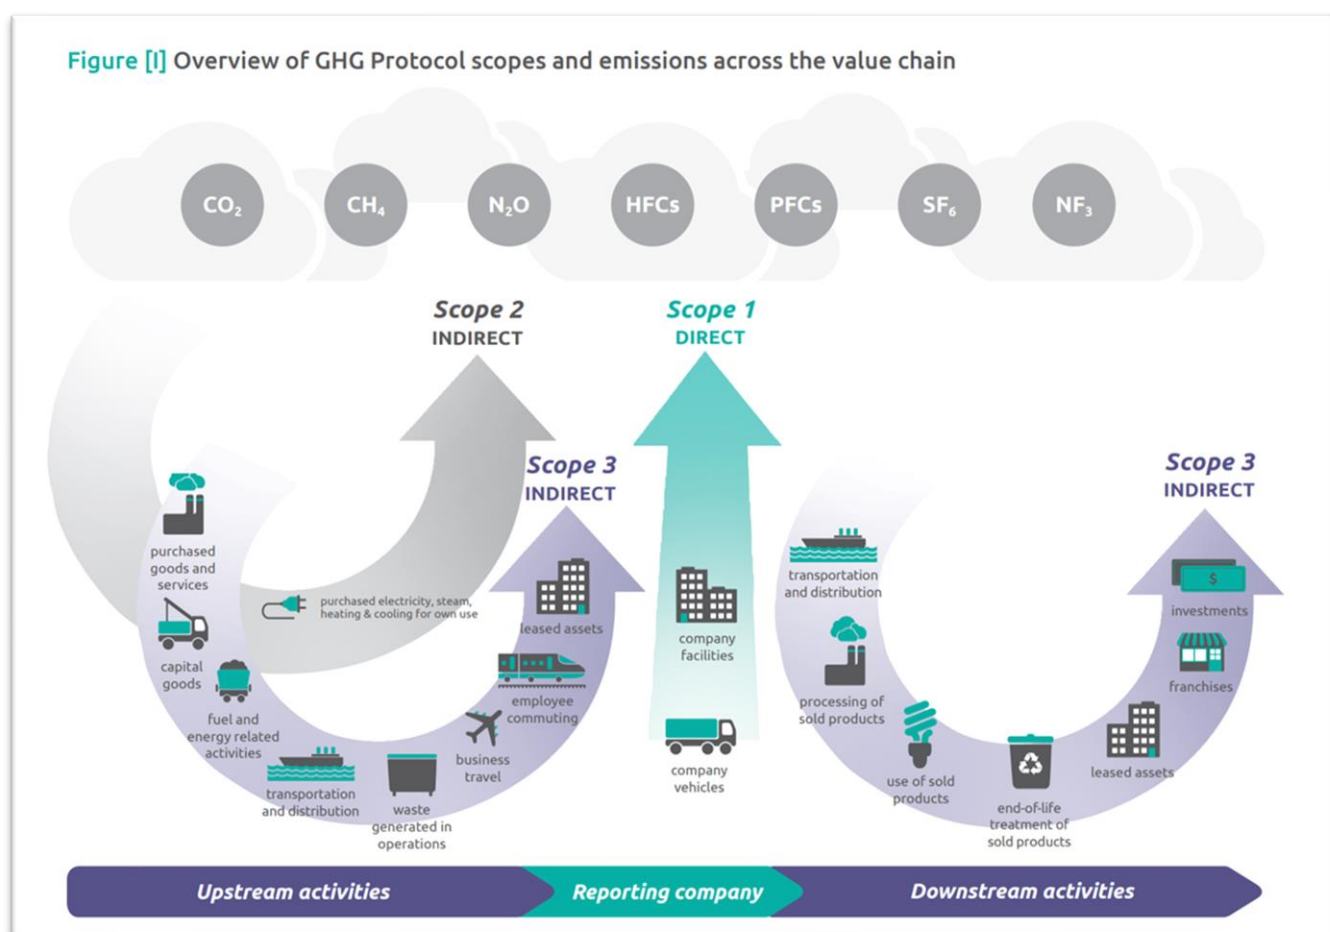 Figure [I] Overview of GHG Protocol scopes and emissions across the value chain
CO₂
CH₄
N₂O
HFCs
PFCs
SF₆
NF₃
Scope 2
INDIRECT
Scope 1
DIRECT
Scope 3
INDIRECT
Scope 3
INDIRECT
purchased
goods and
services
capital
goods
fuel and
energy related
activities
transportation
and distribution
waste
generated in
operations
business
travel
employee
commuting
leased assets
purchased electricity, steam,
heating & cooling for own use
company
facilities
company
vehicles
transportation
and distribution
processing of
sold products
use of sold
products
end-of-life
treatment of
sold products
leased assets
franchises
$
investments
Upstream activities
Reporting company
Downstream activities